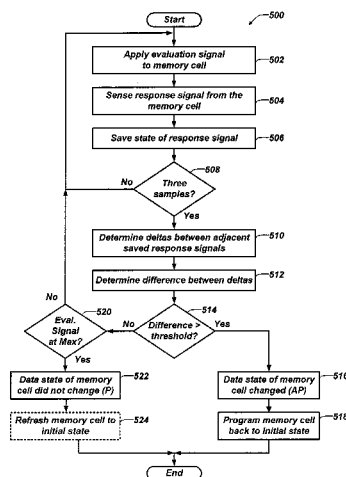 Start
500
Apply evaluation signal
to memory cell
502
Sense response signal from the
memory cell
504
Save state of response signal
506
508
No
Three
samples?
Yes
Determine deltas between adjacent
saved response signals
510
Determine difference between deltas
512
No
520
Eval.
Signal
at Max?
No
514
Difference >
threshold?
Yes
Yes
Data state of memory
cell did not change (P)
522
Data state of memory
cell changed (AP)
516
Refresh memory cell to
initial state
524
Program memory cell
back to initial state
518
End